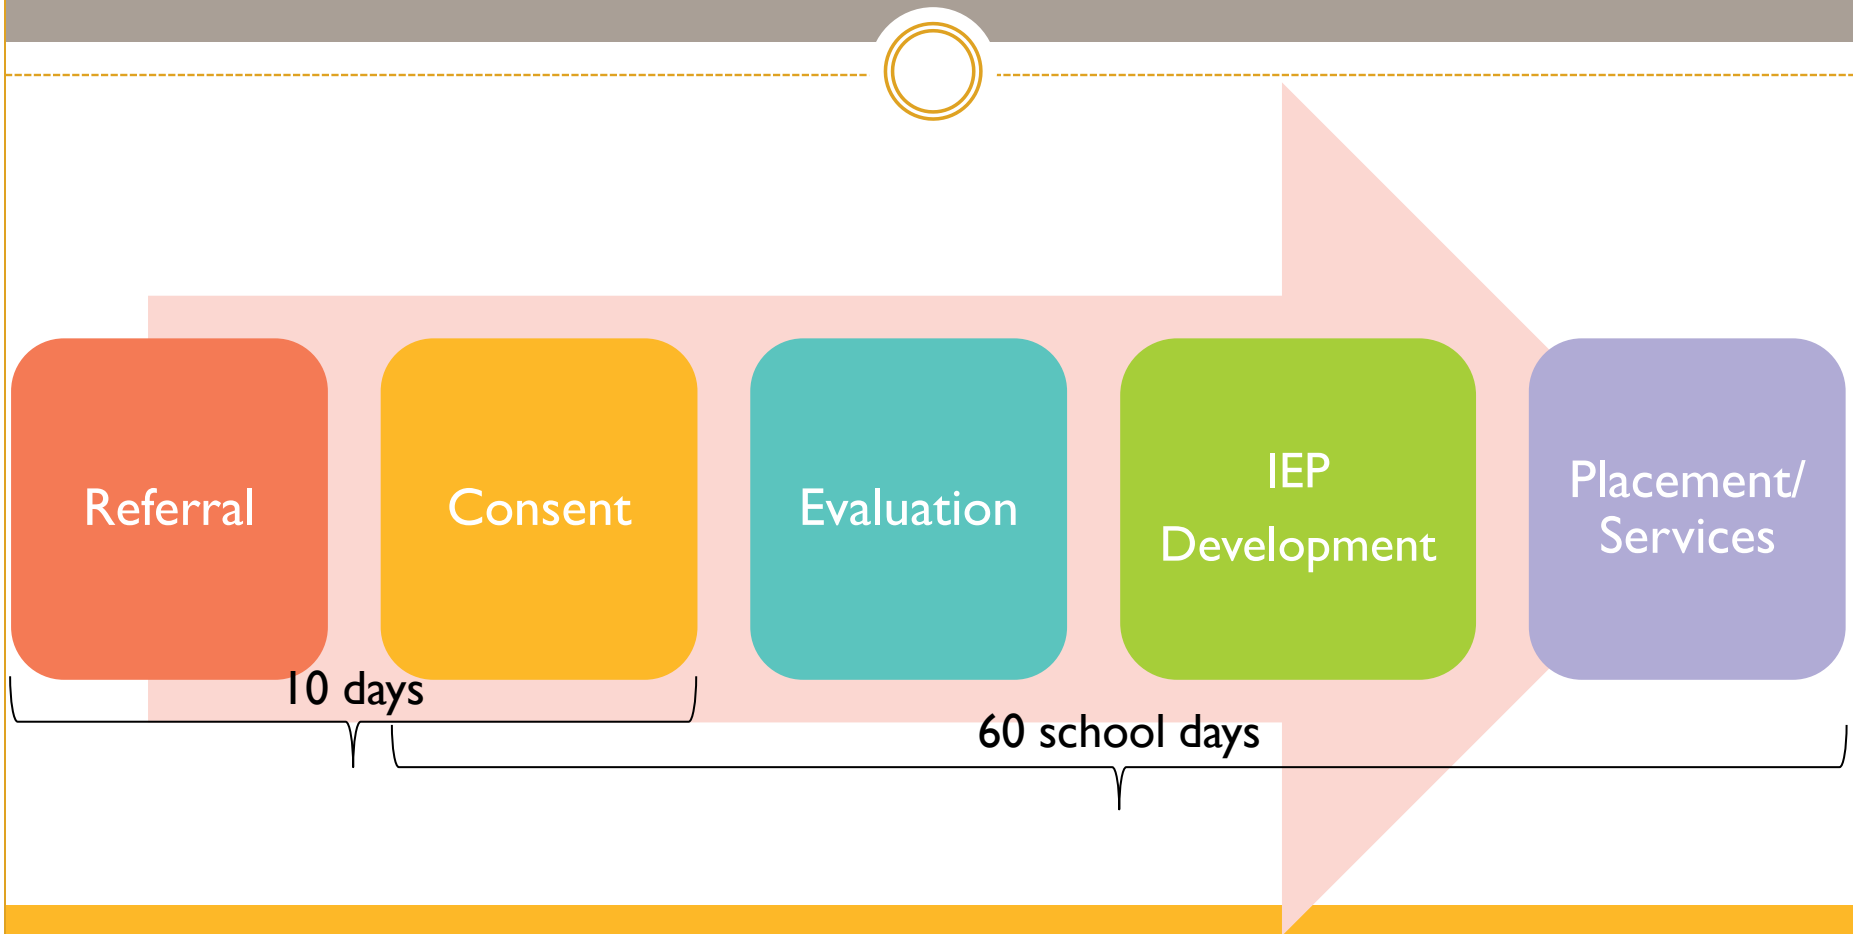 Referral
Consent
Evaluation
IEP
Development
Placement/
Services
10 days
60 school days